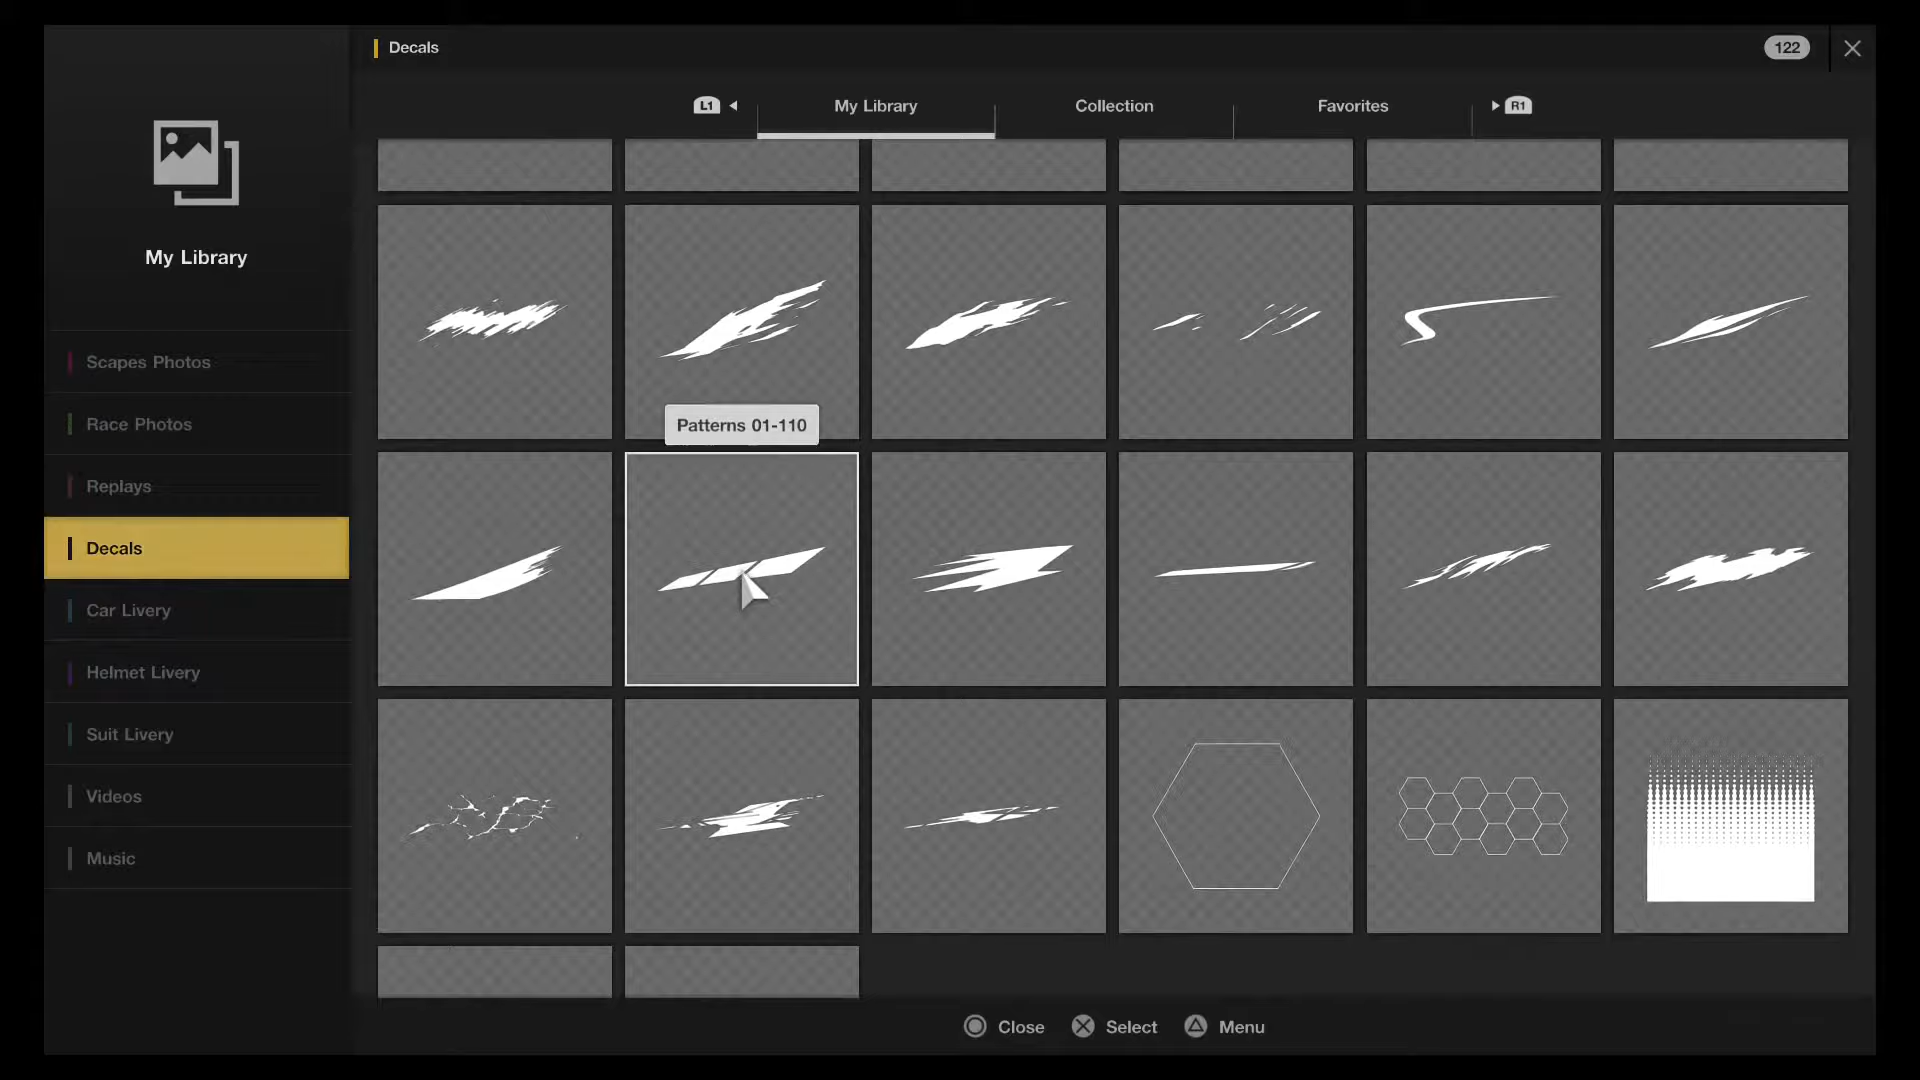 Decals
122
L1
My Library
Collection
Favorites
R1
My Library
Scapes Photos
Race Photos
Replays
Decals
Car Livery
Helmet Livery
Suit Livery
Videos
Music
Patterns 01-110
Close
Select
Menu